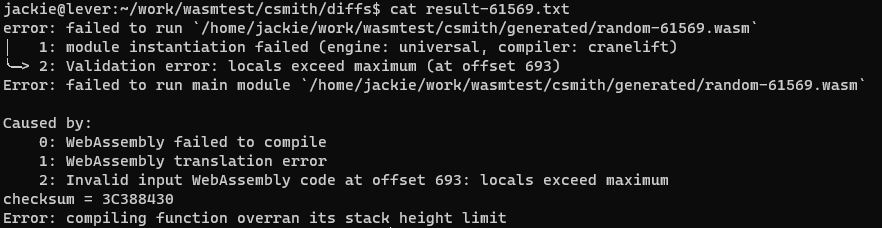 jackie@lever:~/work/wasmtest/csmith/diffs$ cat result-61569.txt
error: failed to run `/home/jackie/work/wasmtest/csmith/generated/random-61569.wasm`
│   1: module instantiation failed (engine: universal, compiler: cranelift)
╰─> 2: Validation error: locals exceed maximum (at offset 693)
Error: failed to run main module `/home/jackie/work/wasmtest/csmith/generated/random-61569.wasm`

Caused by:
    0: WebAssembly failed to compile
    1: WebAssembly translation error
    2: Invalid input WebAssembly code at offset 693: locals exceed maximum
checksum = 3C388430
Error: compiling function overran its stack height limit